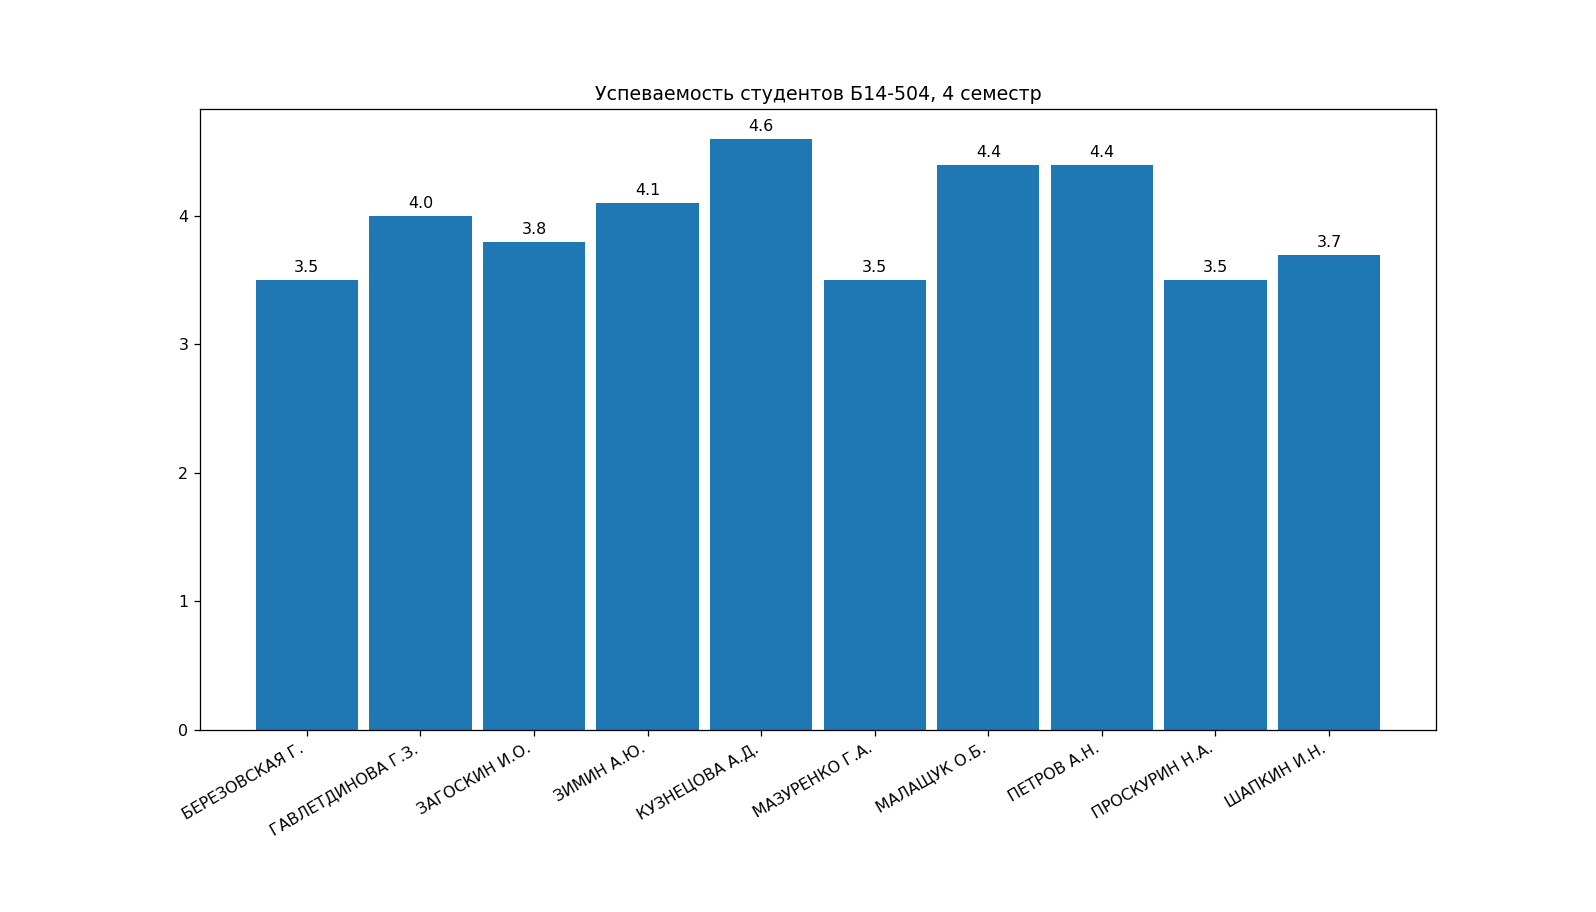 Успеваемость студентов Б14-504, 4 семестр
4.6
4.4
4.4
4.1
4.0
3.8
3.7
3.5
3.5
3.5
4
3
2
1
0
БЕРЕЗОВСКАЯ Г.
ГАВЛЕТДИНОВА Г.З.
ЗАГОСКИН И.О.
ЗИМИН А.Ю.
КУЗНЕЦОВА А.Д.
МАЗУРЕНКО Г.А.
МАЛАЩУК О.Б.
ПЕТРОВ А.Н.
ПРОСКУРИН Н.А.
ШАПКИН И.Н.